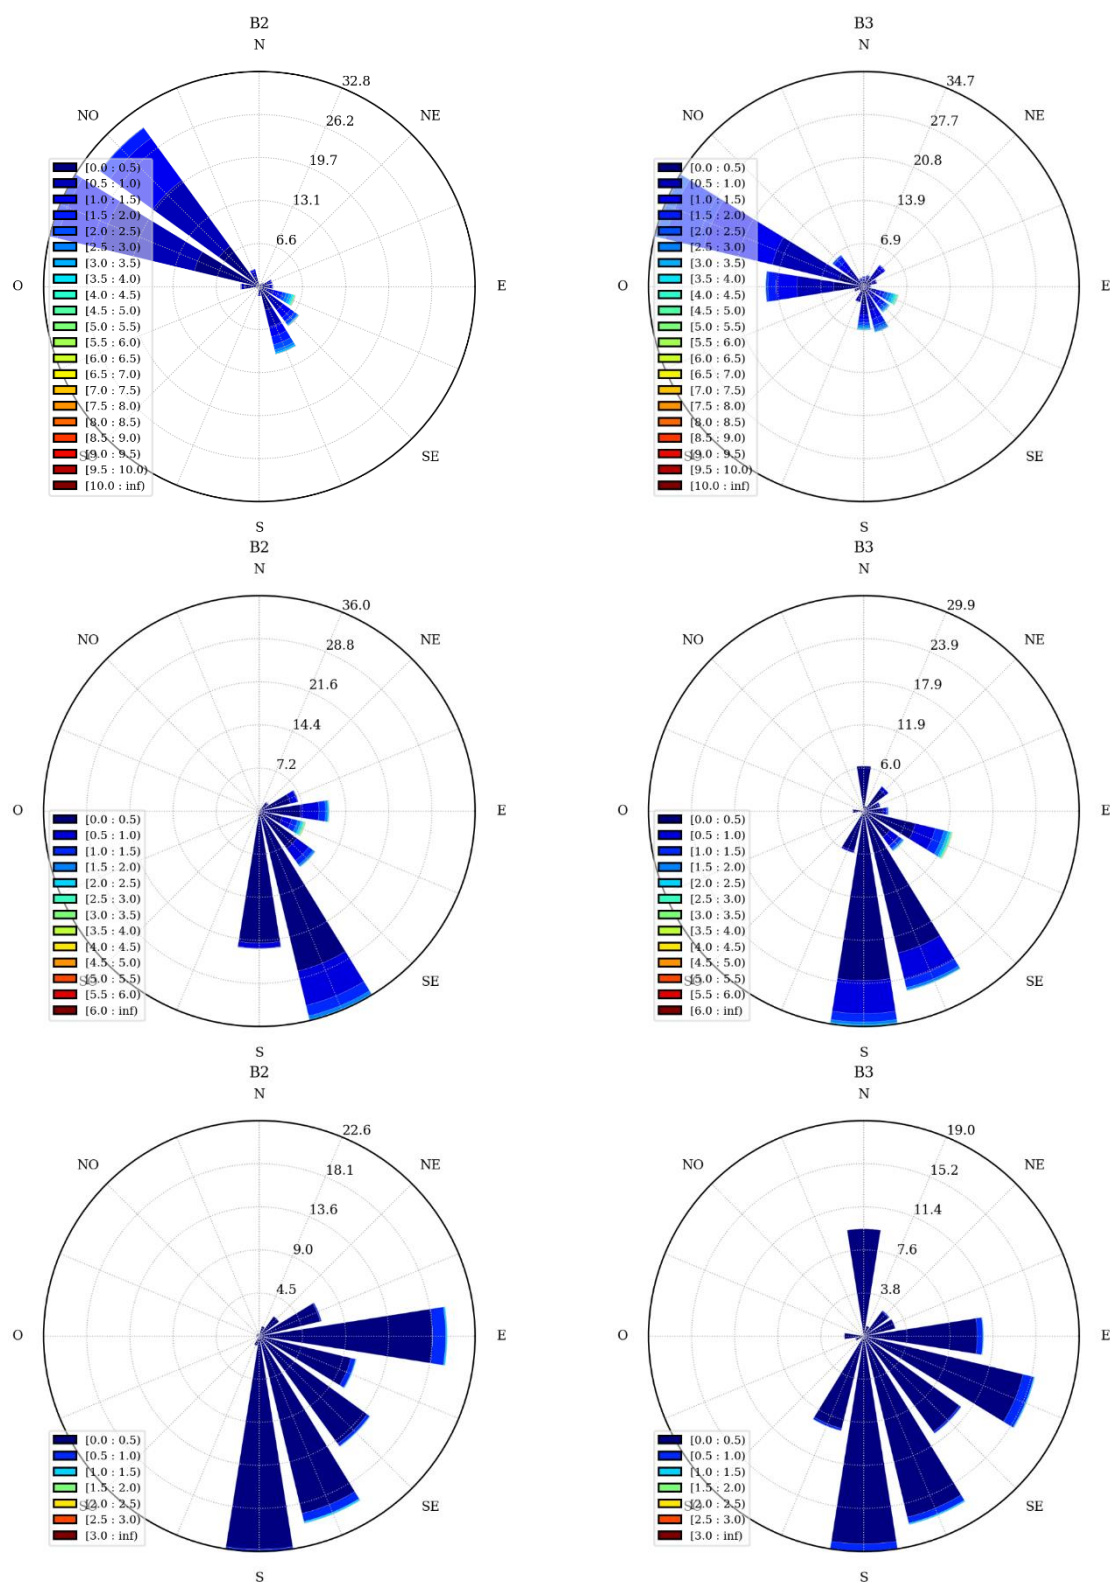 B2
N
32.8
NO
NE
26.2
19.7
13.1
6.6
O
E
[0.0 : 0.5)
[0.5 : 1.0)
[1.0 : 1.5)
[1.5 : 2.0)
[2.0 : 2.5)
[2.5 : 3.0)
[3.0 : 3.5)
[3.5 : 4.0)
[4.0 : 4.5)
[4.5 : 5.0)
[5.0 : 5.5)
[5.5 : 6.0)
[6.0 : 6.5)
[6.5 : 7.0)
[7.0 : 7.5)
[7.5 : 8.0)
[8.0 : 8.5)
[8.5 : 9.0)
[9.0 : 9.5)
[9.5 : 10.0)
[10.0 : inf)
SO
SE
S
B3
N
34.7
NO
NE
27.7
20.8
13.9
6.9
O
E
[0.0 : 0.5)
[0.5 : 1.0)
[1.0 : 1.5)
[1.5 : 2.0)
[2.0 : 2.5)
[2.5 : 3.0)
[3.0 : 3.5)
[3.5 : 4.0)
[4.0 : 4.5)
[4.5 : 5.0)
[5.0 : 5.5)
[5.5 : 6.0)
[6.0 : 6.5)
[6.5 : 7.0)
[7.0 : 7.5)
[7.5 : 8.0)
[8.0 : 8.5)
[8.5 : 9.0)
[9.0 : 9.5)
[9.5 : 10.0)
[10.0 : inf)
SO
SE
S
B2
N
36.0
NO
NE
28.8
21.6
14.4
7.2
O
E
[0.0 : 0.5)
[0.5 : 1.0)
[1.0 : 1.5)
[1.5 : 2.0)
[2.0 : 2.5)
[2.5 : 3.0)
[3.0 : 3.5)
[3.5 : 4.0)
[4.0 : 4.5)
[4.5 : 5.0)
[5.0 : 5.5)
[5.5 : 6.0)
[6.0 : inf)
SO
SE
S
B3
N
29.9
NO
NE
23.9
17.9
11.9
6.0
O
E
[0.0 : 0.5)
[0.5 : 1.0)
[1.0 : 1.5)
[1.5 : 2.0)
[2.0 : 2.5)
[2.5 : 3.0)
[3.0 : 3.5)
[3.5 : 4.0)
[4.0 : 4.5)
[4.5 : 5.0)
[5.0 : 5.5)
[5.5 : 6.0)
[6.0 : inf)
SO
SE
S
B2
N
22.6
NO
NE
18.1
13.6
9.0
4.5
O
E
[0.0 : 0.5)
[0.5 : 1.0)
[1.0 : 1.5)
[1.5 : 2.0)
[2.0 : 2.5)
[2.5 : 3.0)
[3.0 : inf)
SO
SE
S
B3
N
19.0
NO
NE
15.2
11.4
7.6
3.8
O
E
[0.0 : 0.5)
[0.5 : 1.0)
[1.0 : 1.5)
[1.5 : 2.0)
[2.0 : 2.5)
[2.5 : 3.0)
[3.0 : inf)
SO
SE
S